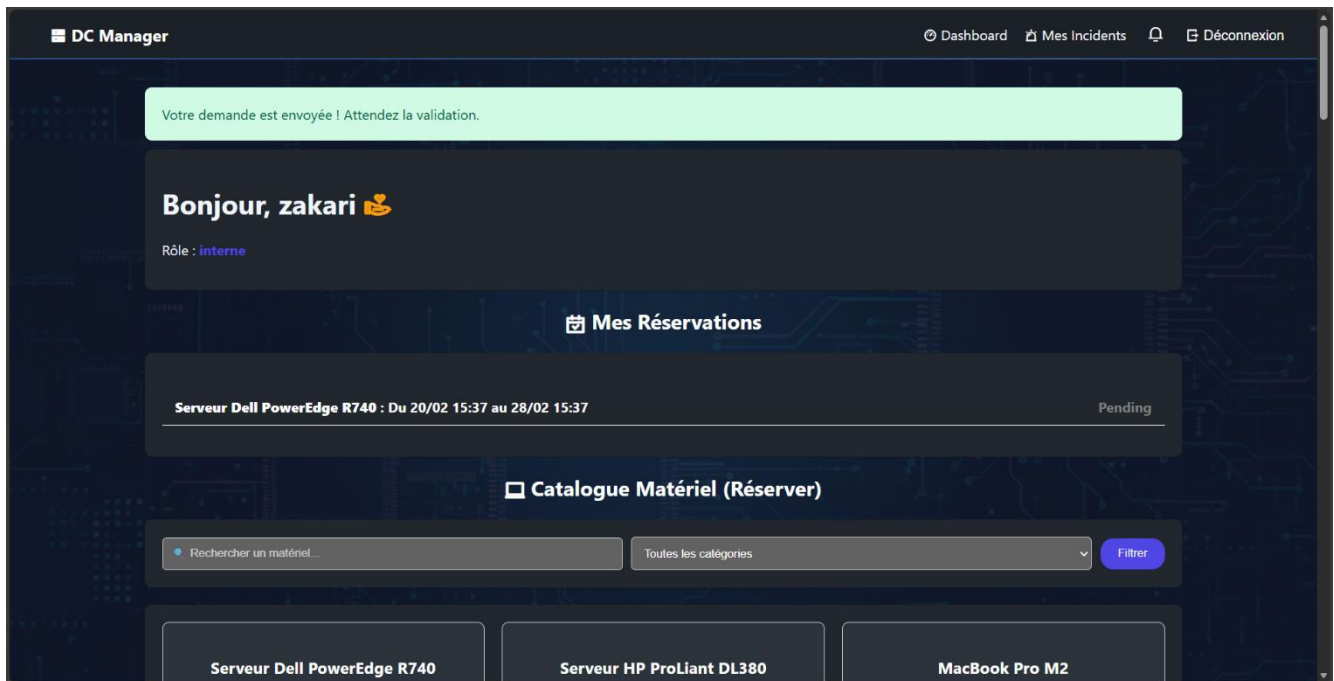 DC Manager
Dashboard Mes Incidents Déconnexion
Votre demande est envoyée ! Attendez la validation.
Bonjour, zakari
Rôle : interne
Mes Réservations
Serveur Dell PowerEdge R740 : Du 20/02 15:37 au 28/02 15:37 Pending
Catalogue Matériel (Réserver)
Rechercher un matériel... Toutes les catégories Filtrer
Serveur Dell PowerEdge R740 Serveur HP ProLiant DL380 MacBook Pro M2